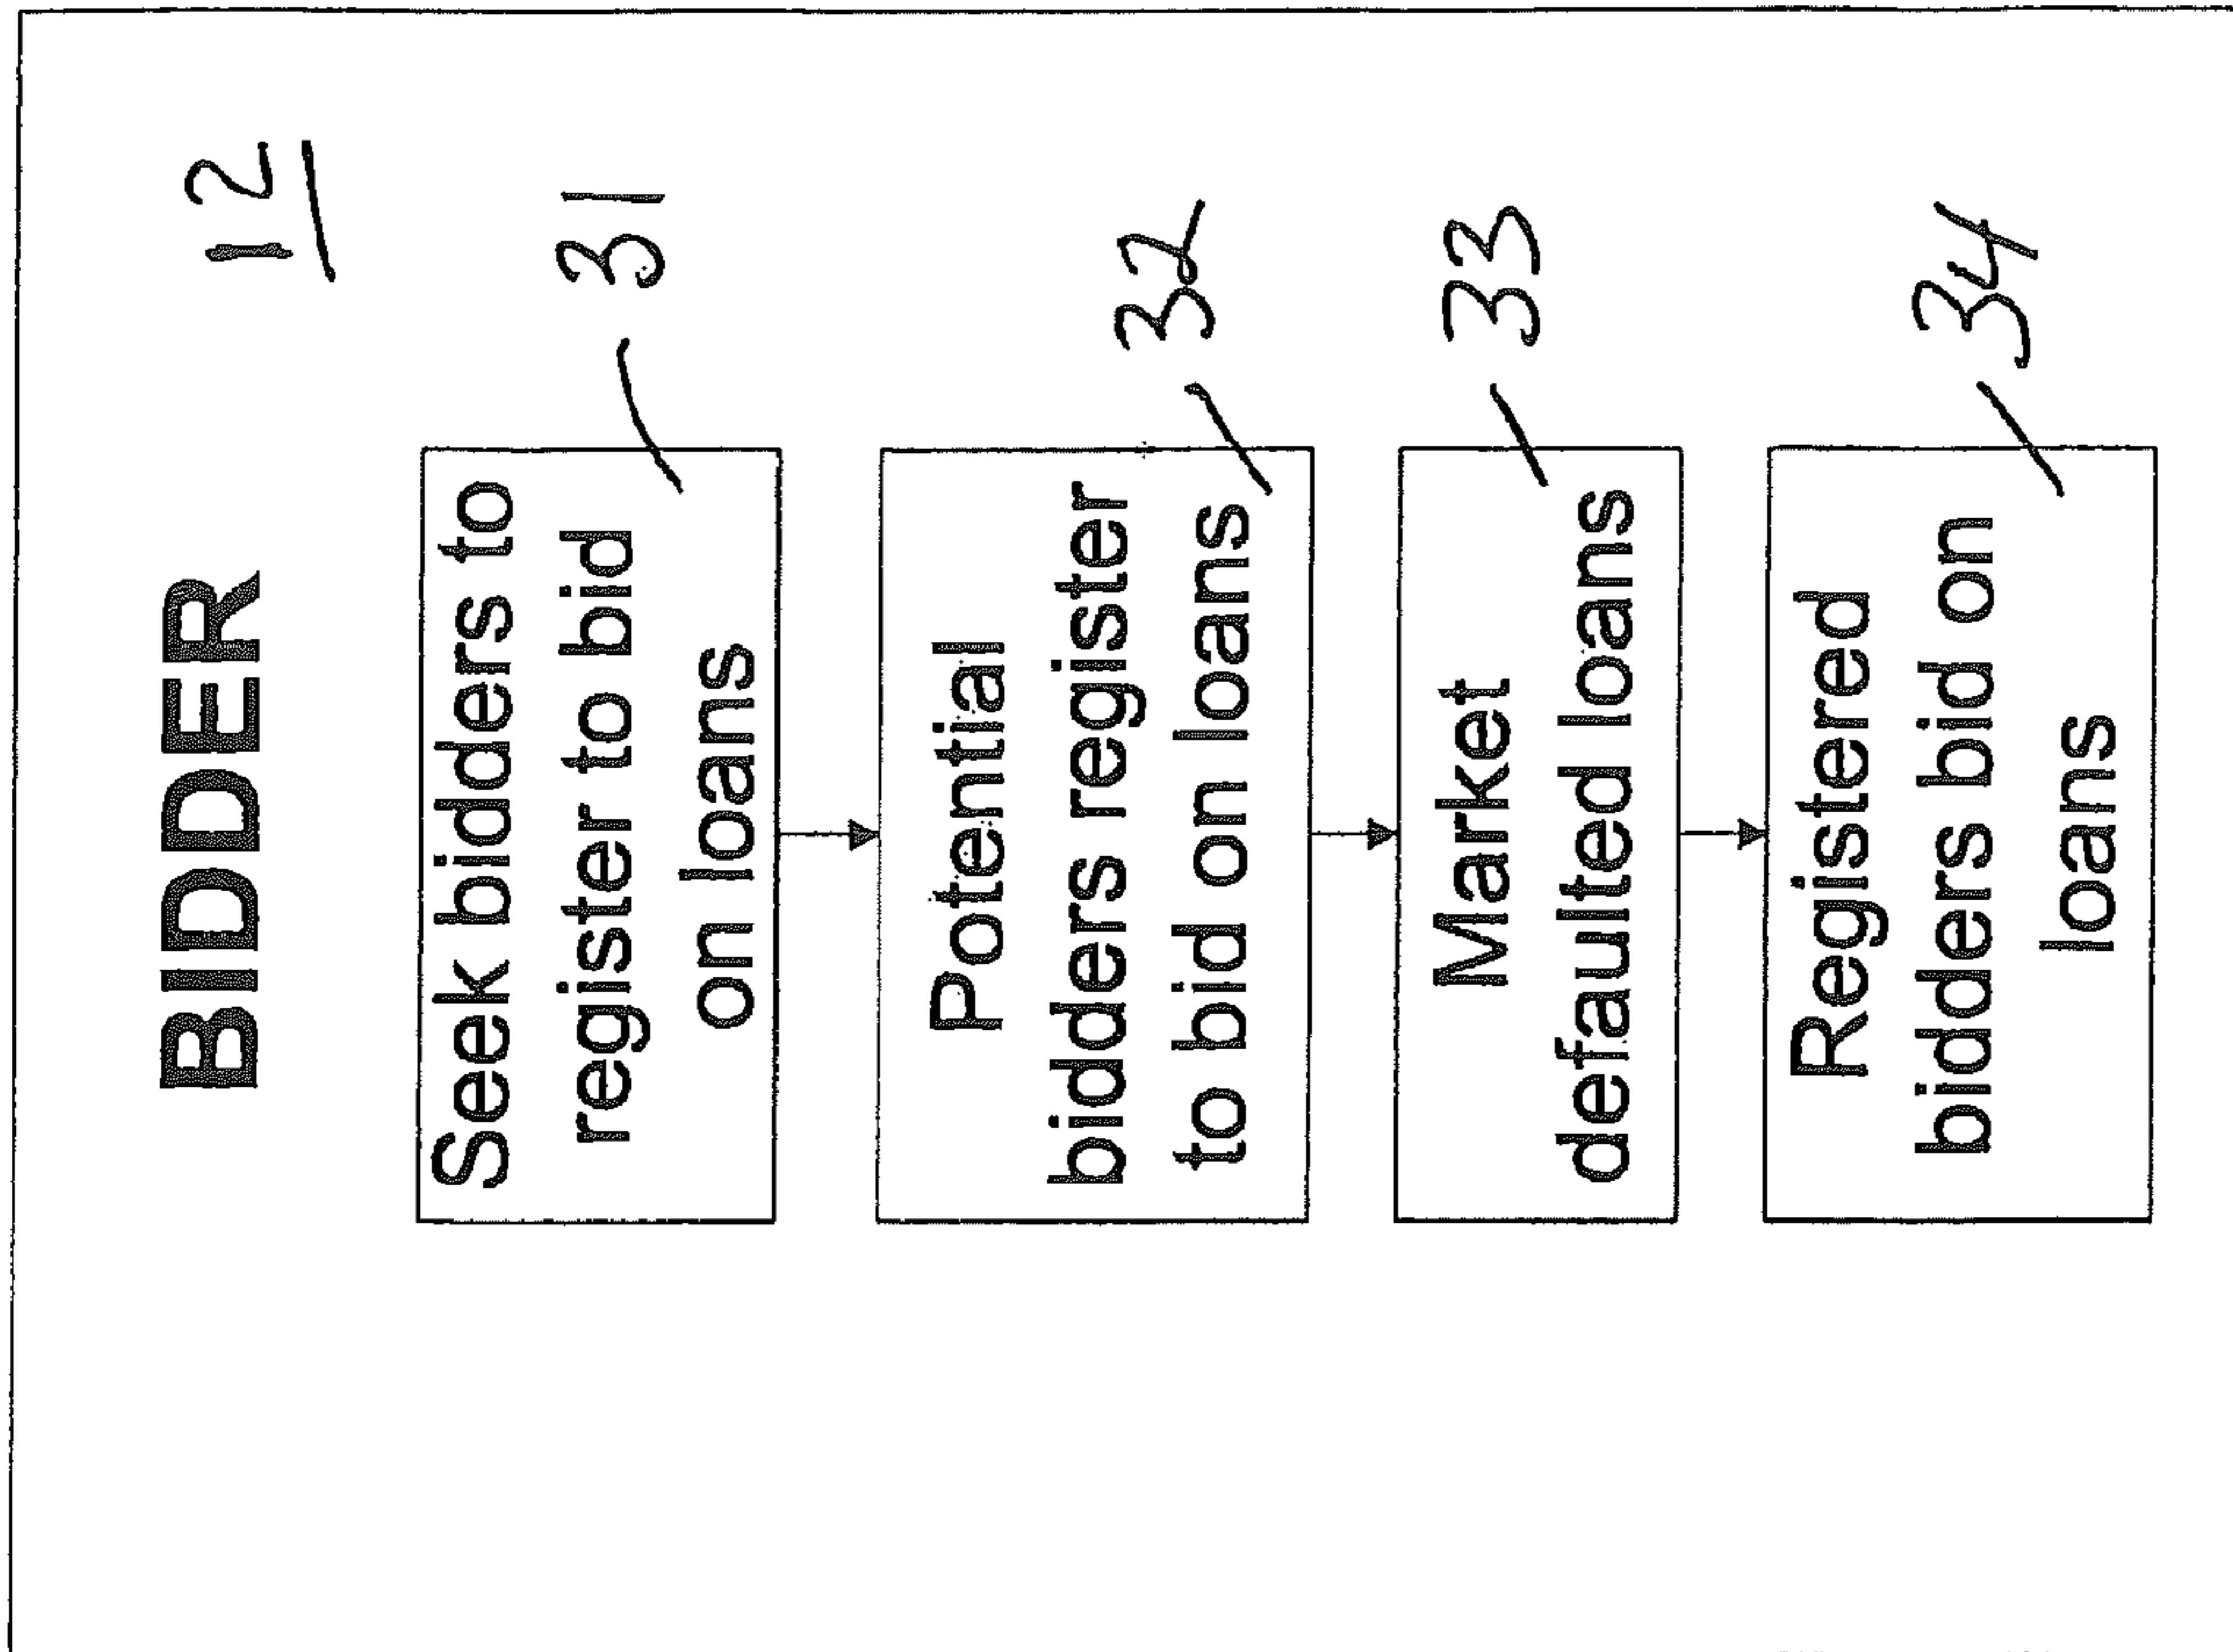 BIDDER 12
Seek bidders to
register to bid
on loans
31
Potential
bidders register
to bid on loans
32
Market
defaulted loans
33
Registered
bidders bid on
loans
34